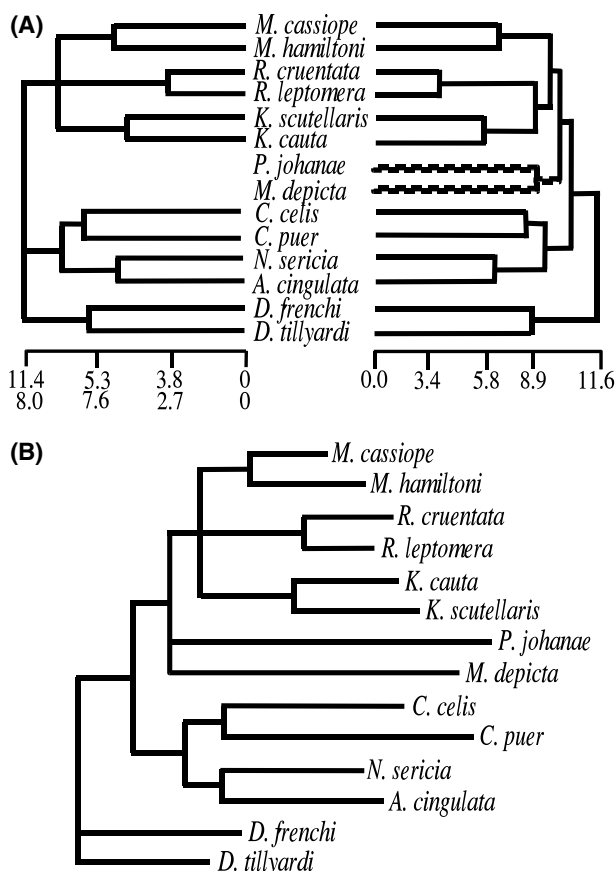 (A)
M. cassiope
M. hamiltoni
R. cruentata
R. leptomera
K. scutellaris
K. cauta
P. johanae
M. depicta
C. celis
C. puer
N. sericia
A. cingulata
D. frenchi
D. tillyardi
11.4 5.3 3.8 0 0.0 3.4 5.8 8.9 11.6
8.0 7.6 2.7 0
(B)
M. cassiope
M. hamiltoni
R. cruentata
R. leptomera
K. cauta
K. scutellaris
P. johanae
M. depicta
C. celis
C. puer
N. sericia
A. cingulata
D. frenchi
D. tillyardi